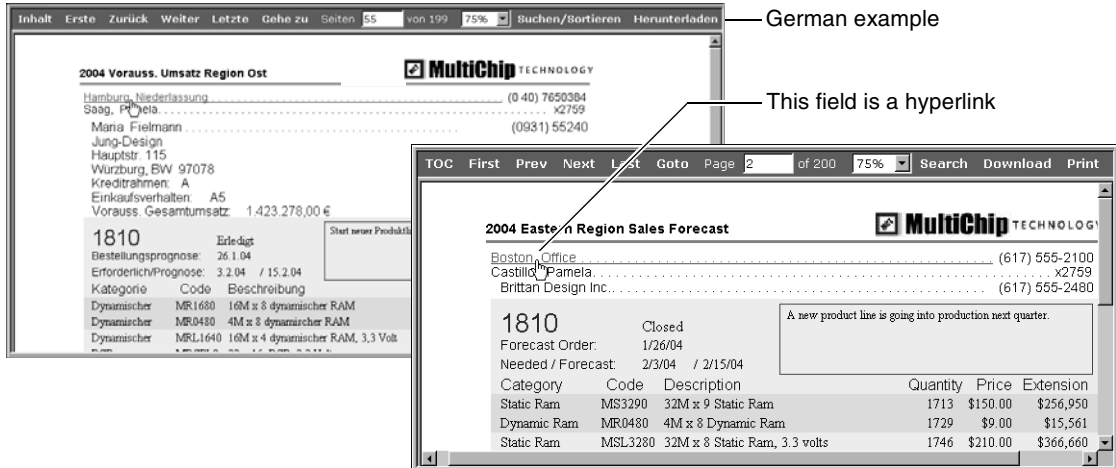 Inhalt Erste Zurück Weiter Letzte Gehe zu Seiten 55 von 199 75% Suchen/Sortieren Herunterladen
German example
2004 Vorauss. Umsatz Region Ost
MultiChip TECHNOLOGY
Hamburg, Niederlassung (0 40) 7650384
Saag, Pamela x2759
Maria Fielmann (0931) 55240
Jung-Design
Hauptstr. 115
Würzburg, BW 97078
Kreditrahmen: A
Einkaufsverhalten: A5
Vorauss. Gesamtumsatz: 1.423.278,00 €
1810 Erledigt
Start neuer Produktli
Bestellungsprognose: 26.1.04
Erforderlich/Prognose: 3.2.04 / 15.2.04
Kategorie Code Beschreibung
Dynamischer MR1680 16M x 8 dynamischer RAM
Dynamischer MR0480 4M x 8 dynamischer RAM
Dynamischer MRL1640 16M x 4 dynamischer RAM, 3,3 Volt
This field is a hyperlink
TOC First Prev Next Last Goto Page 2 of 200 75% Search Download Print
2004 Eastern Region Sales Forecast
MultiChip TECHNOLOG
Boston, Office (617) 555-2100
Castillo, Pamela x2759
Brittan Design Inc. (617) 555-2480
1810 Closed
A new product line is going into production next quarter.
Forecast Order: 1/26/04
Needed / Forecast: 2/3/04 / 2/15/04
Category Code Description Quantity Price Extension
Static Ram MS3290 32M x 9 Static Ram 1713 $150.00 $256,950
Dynamic Ram MR0480 4M x 8 Dynamic Ram 1729 $9.00 $15,561
Static Ram MSL3280 32M x 8 Static Ram, 3.3 volts 1746 $210.00 $366,660